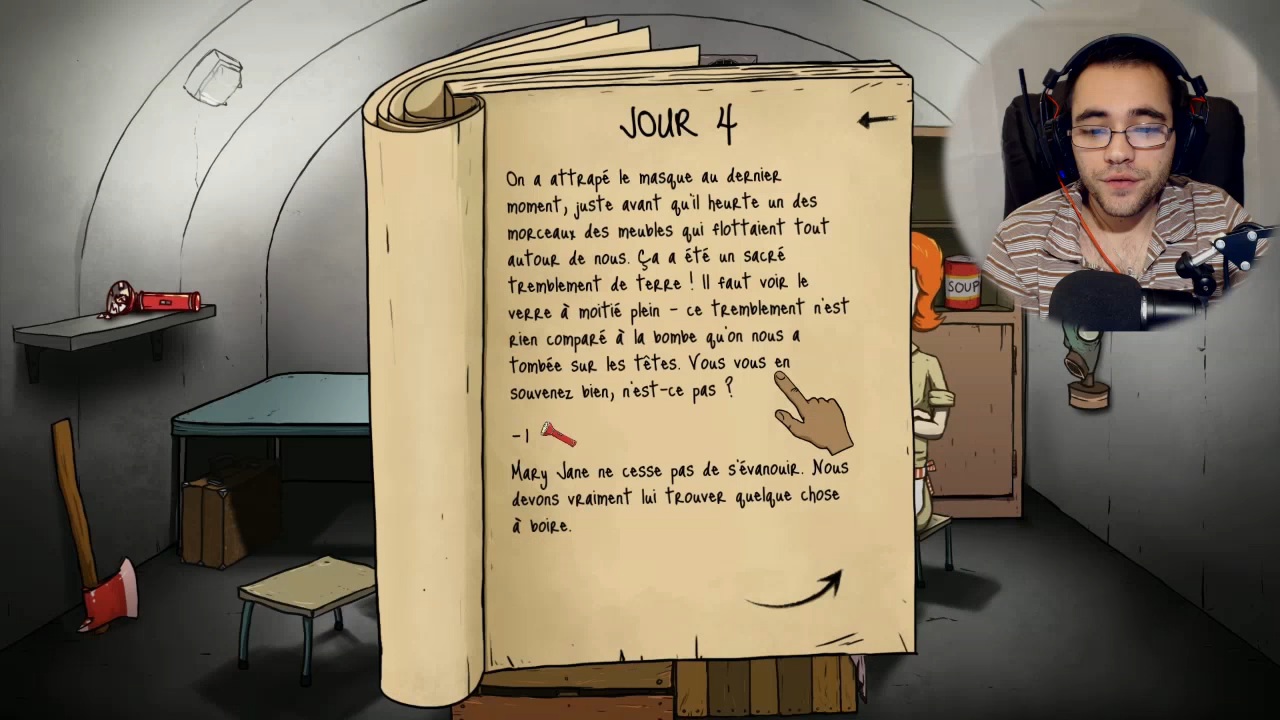 JOUR 4
On a attrapé le masque au dernier
moment, juste avant qu'il heurte un des
morceaux des meubles qui flottaient tout
autour de nous. Ça a été un sacré
tremblement de terre ! Il faut voir le
verre à moitié plein - ce tremblement n'est
rien comparé à la bombe qu'on nous a
tombée sur les têtes. Vous vous en
souvenez bien, n'est-ce pas ?
-1
Mary Jane ne cesse pas de s'évanouir. Nous
devons vraiment lui trouver quelque chose
à boire.
SOUP